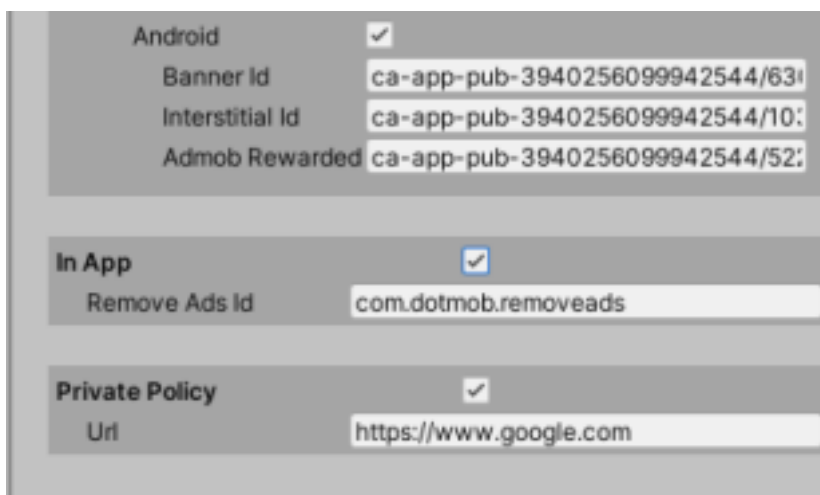 Android
Banner Id ca-app-pub-3940256099942544/63
Interstitial Id ca-app-pub-3940256099942544/10
Admob Rewarded ca-app-pub-3940256099942544/52
In App
Remove Ads Id com.dotmob.removeads
Private Policy
Url https://www.google.com